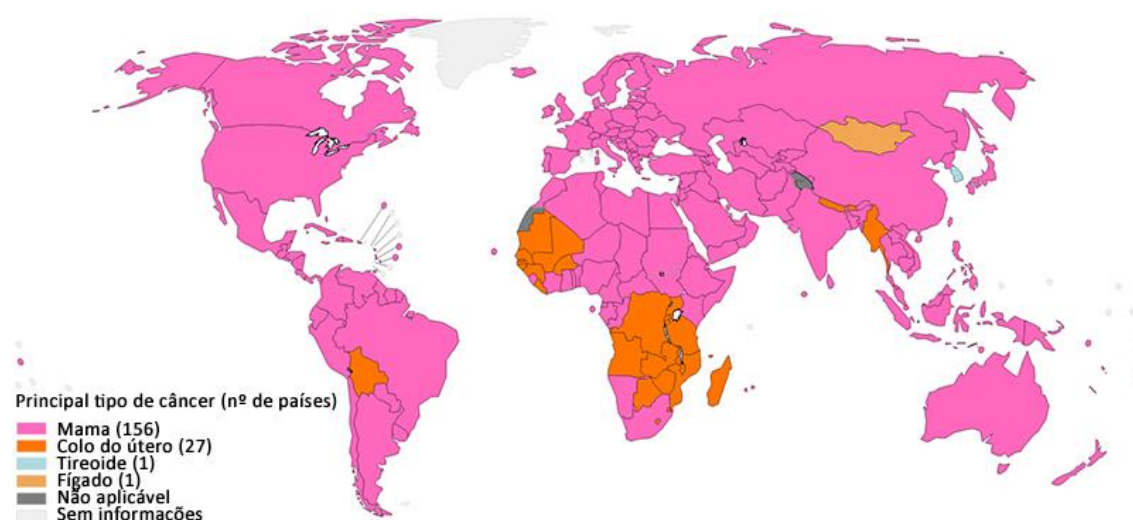 Principal tipo de câncer (nº de países)
Mama (156)
Colo do útero (27)
Tireoide (1)
Fígado (1)
Não aplicável
Sem informações